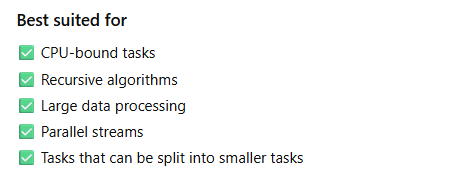 Best suited for
✅ CPU-bound tasks
✅ Recursive algorithms
✅ Large data processing
✅ Parallel streams
✅ Tasks that can be split into smaller tasks